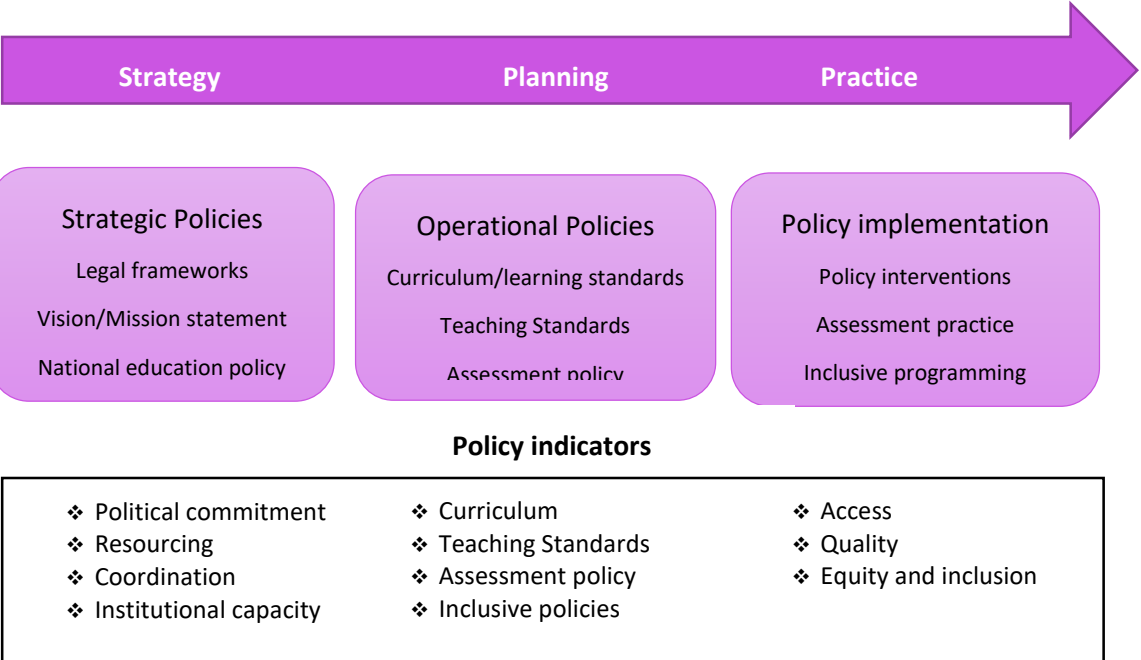 Strategy Planning Practice
Strategic Policies
Legal frameworks
Vision/Mission statement
National education policy
Operational Policies
Curriculum/learning standards
Teaching Standards
Assessment policy
Policy implementation
Policy interventions
Assessment practice
Inclusive programming
Policy indicators
❖ Political commitment
❖ Resourcing
❖ Coordination
❖ Institutional capacity
❖ Curriculum
❖ Teaching Standards
❖ Assessment policy
❖ Inclusive policies
❖ Access
❖ Quality
❖ Equity and inclusion